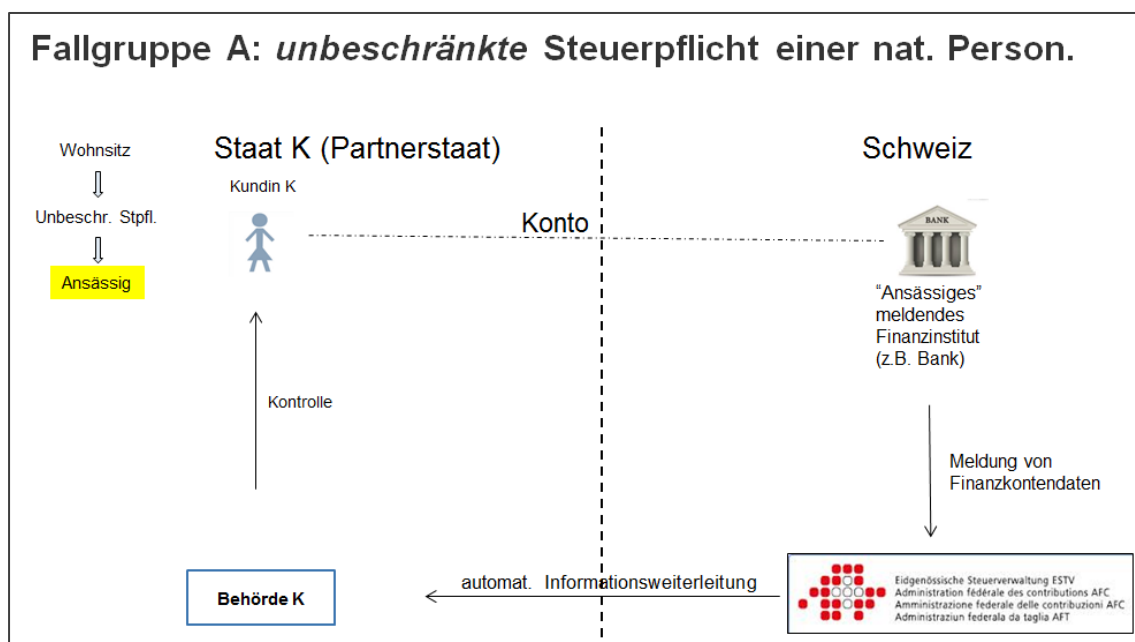 Fallgruppe A: unbeschränkte Steuerpflicht einer nat. Person.
Wohnsitz
Unbeschr. Stpfl.
Ansässig
Staat K (Partnerstaat)
Kundin K
Schweiz
Konto
BANK
“Ansässiges”
meldendes
Finanzinstitut
(z.B. Bank)
Kontrolle
Meldung von
Finanzkontendaten
Behörde K
automat. Informationsweiterleitung
Eidgenössische Steuerverwaltung ESTV
Administration fédérale des contributions AFC
Amministrazione federale delle contribuzioni AFC
Administraziun federala da taglia AFT